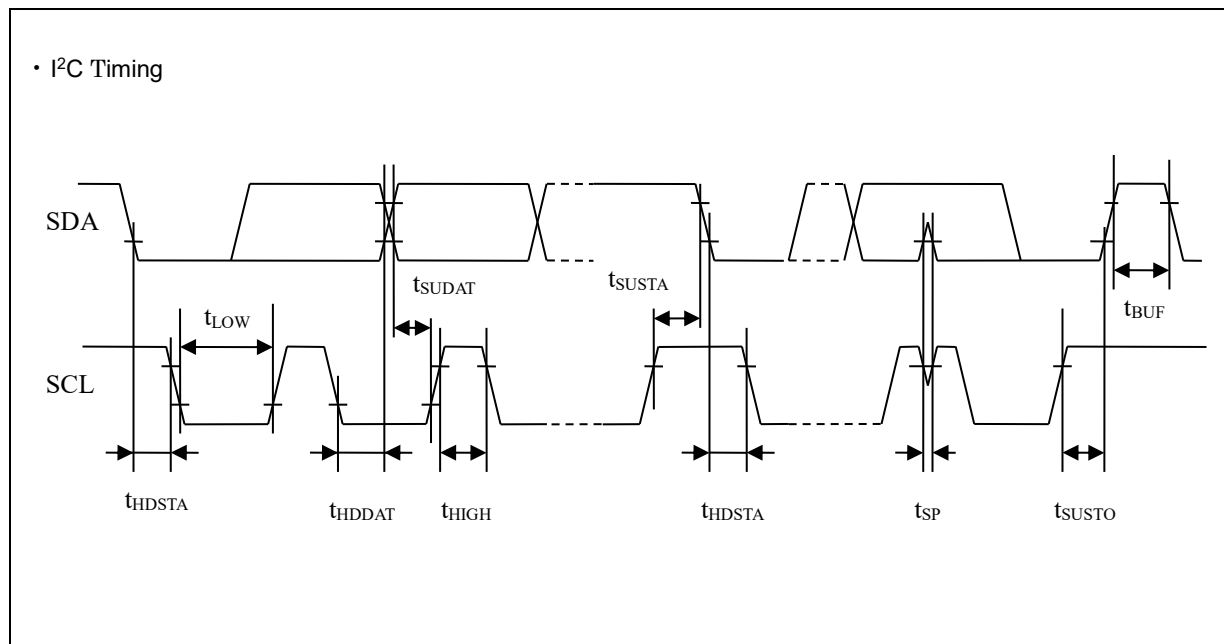 ・I²C Timing
SDA
tSUDAT
tSUSTA
tBUF
tLOW
SCL
tHDSTA
tHDDAT
tHIGH
tHDSTA
tSP
tSUSTO